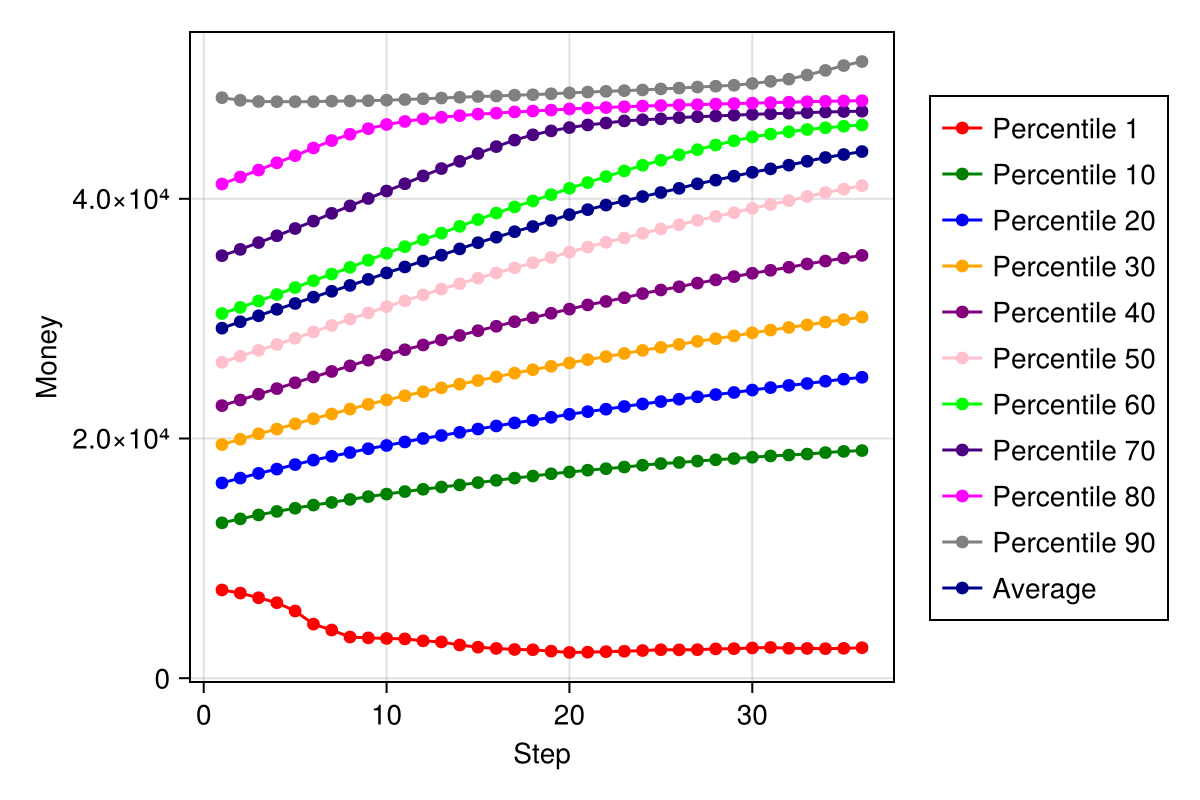 Money
4.0×10⁴
2.0×10⁴
0
0 10 20 30
Step
Percentile 1
Percentile 10
Percentile 20
Percentile 30
Percentile 40
Percentile 50
Percentile 60
Percentile 70
Percentile 80
Percentile 90
Average